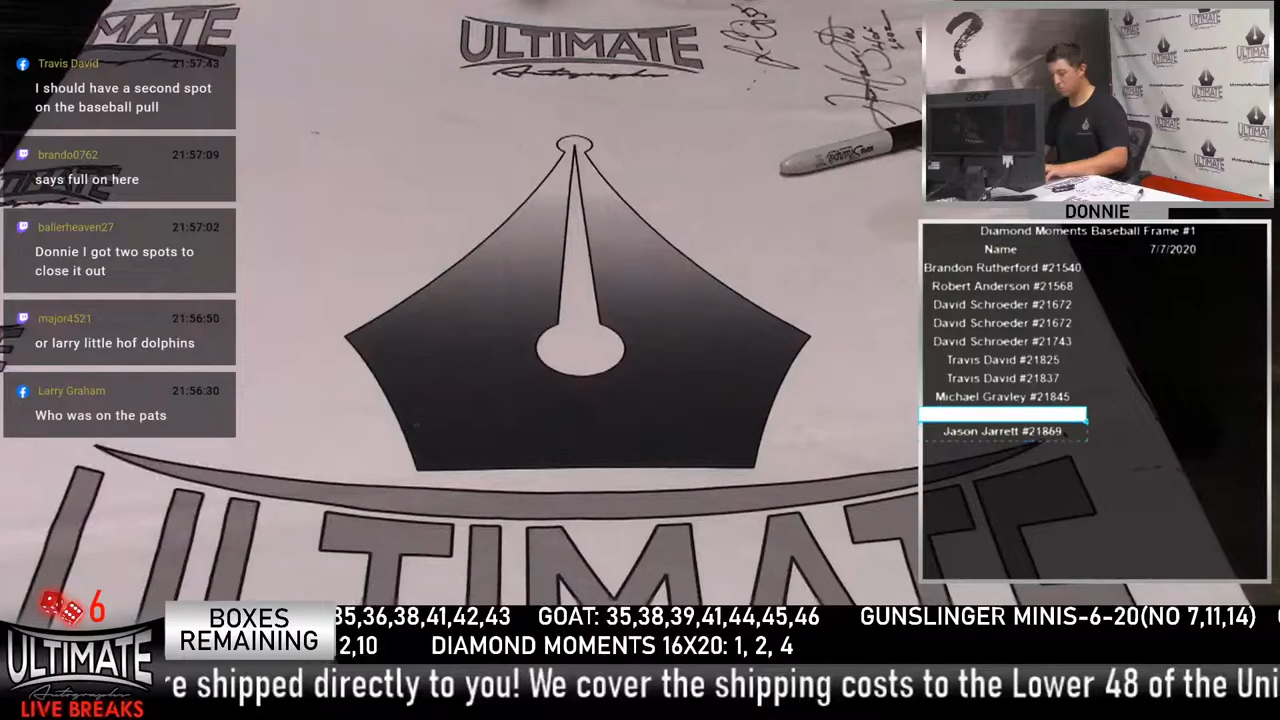 MATE
ULTIMATE
Autographs
Travis David 21:57:43
I should have a second spot
on the baseball pull
brando0762 21:57:09
says full on here
ballerheaven27 21:57:02
Donnie I got two spots to
close it out
major4521 21:56:50
or larry little hof dolphins
Larry Graham 21:56:30
Who was on the pats
acer
ULTIMATE
DONNIE
Diamond Moments Baseball Frame #1
Name 7/7/2020
Brandon Rutherford #21540
Robert Anderson #21568
David Schroeder #21672
David Schroeder #21672
David Schroeder #21743
Travis David #21825
Travis David #21837
Michael Gravley #21845
Jason Jarrett #21869
ULTIMATE
6
ULTIMATE
Autographs
LIVE BREAKS
BOXES
REMAINING
35,36,38,41,42,43 GOAT: 35,38,39,41,44,45,46 GUNSLINGER MINIS-6-20(NO 7,11,14)
2,10 DIAMOND MOMENTS 16X20: 1, 2, 4
re shipped directly to you! We cover the shipping costs to the Lower 48 of the Uni